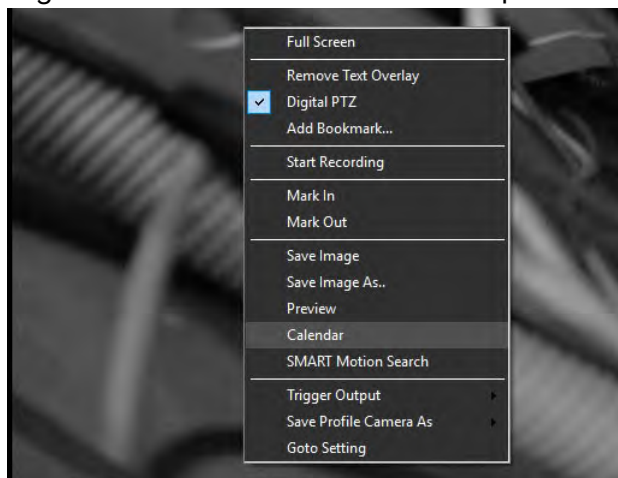 Full Screen
Remove Text Overlay
Digital PTZ
Add Bookmark...
Start Recording
Mark In
Mark Out
Save Image
Save Image As..
Preview
Calendar
SMART Motion Search
Trigger Output
Save Profile Camera As
Goto Setting